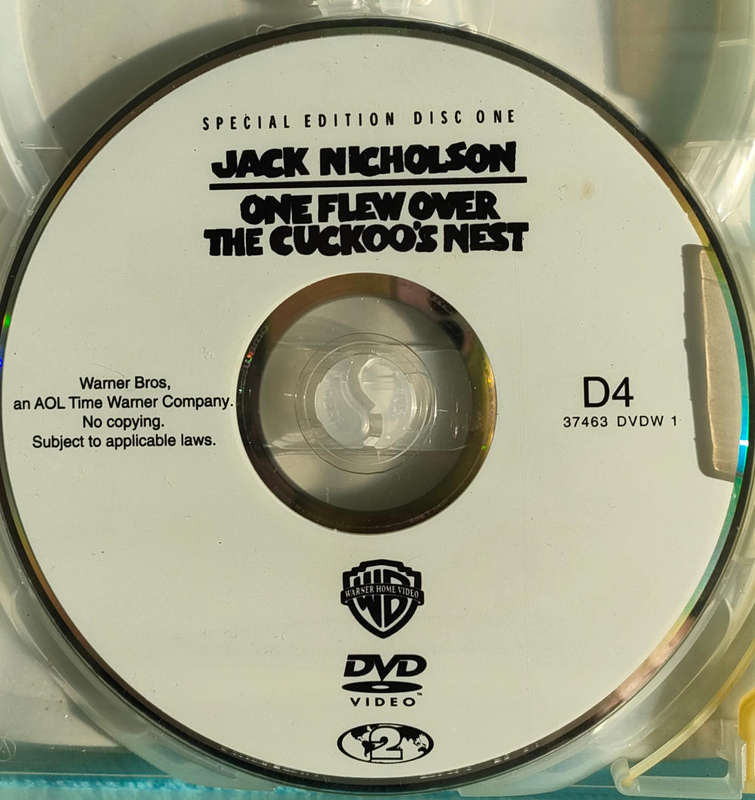 SPECIAL EDITION DISC ONE
JACK NICHOLSON
ONE FLEW OVER
THE CUCKOO'S NEST
Warner Bros,
an AOL Time Warner Company.
No copying.
Subject to applicable laws.
D4
37463 DVDW 1
WB
WARNER HOME VIDEO
DVD
VIDEO™
2